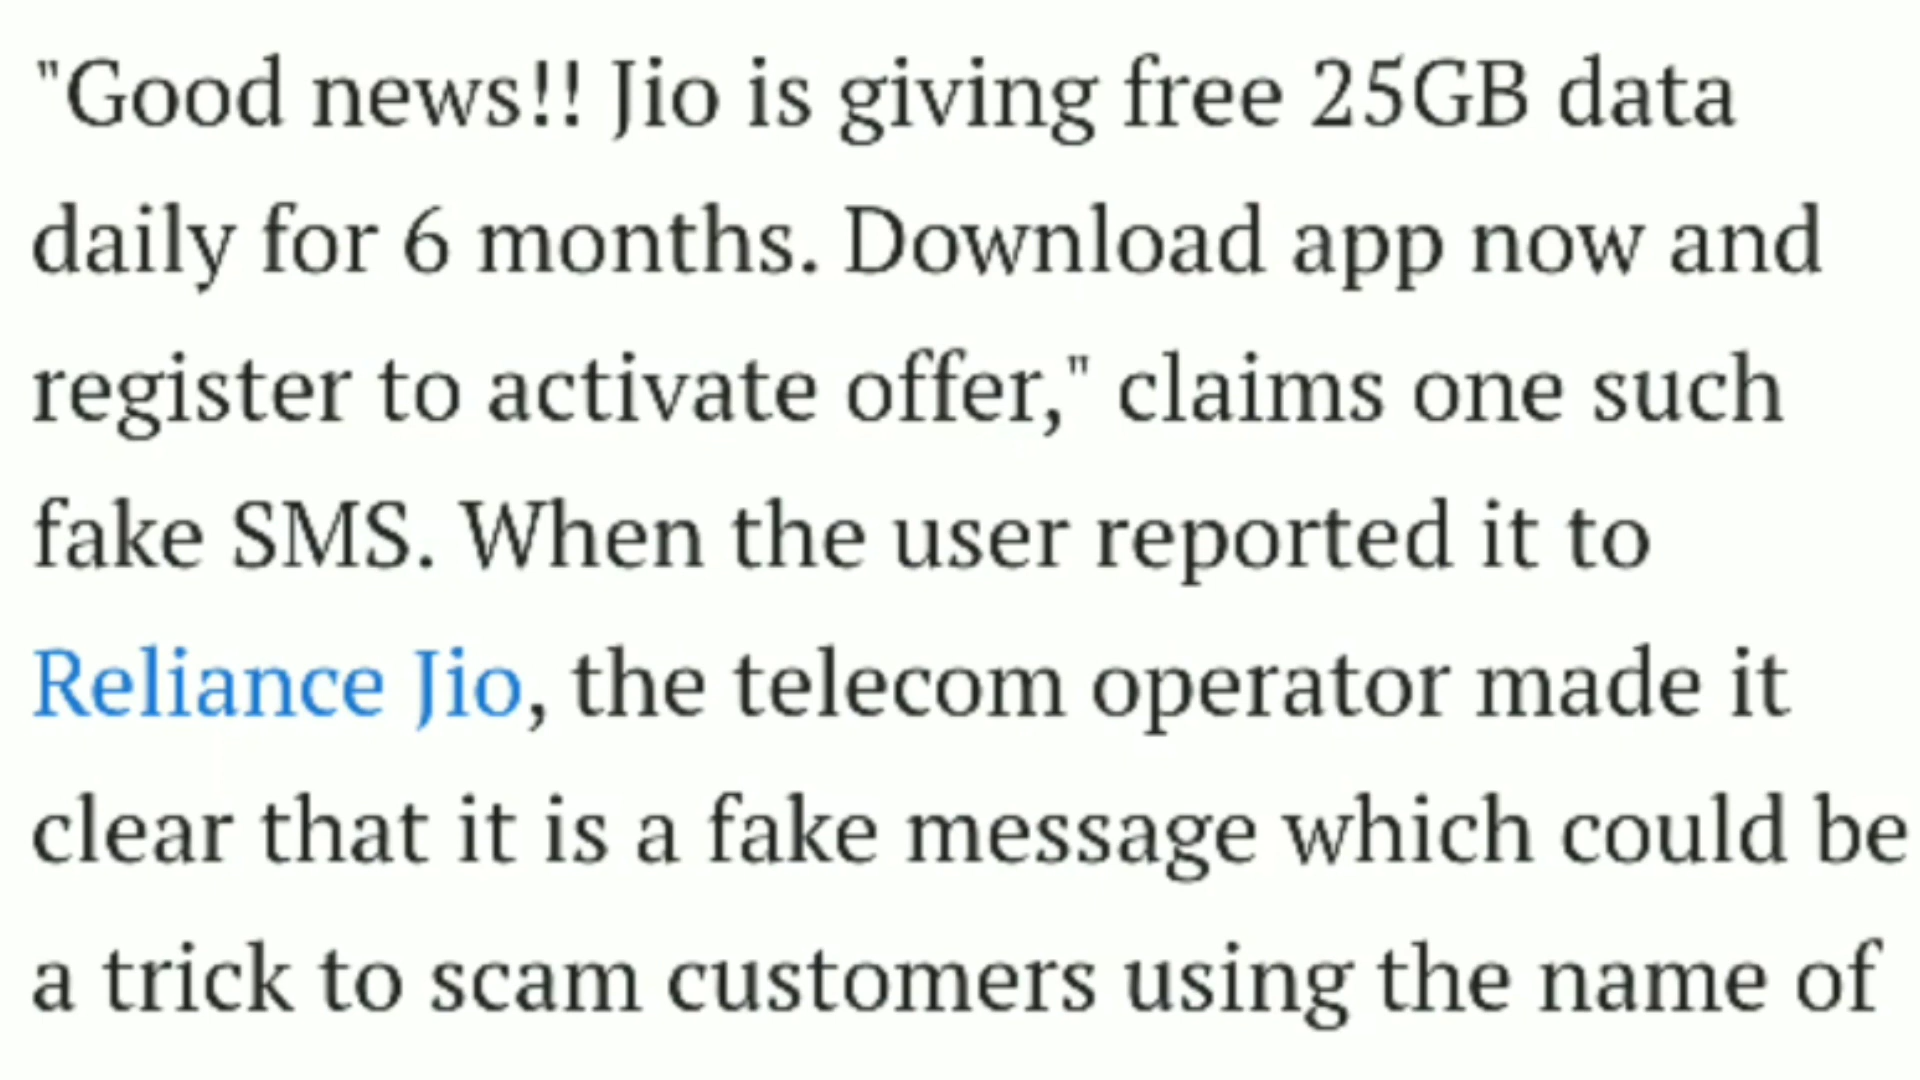 "Good news!! Jio is giving free 25GB data
daily for 6 months. Download app now and
register to activate offer," claims one such
fake SMS. When the user reported it to
Reliance Jio, the telecom operator made it
clear that it is a fake message which could be
a trick to scam customers using the name of